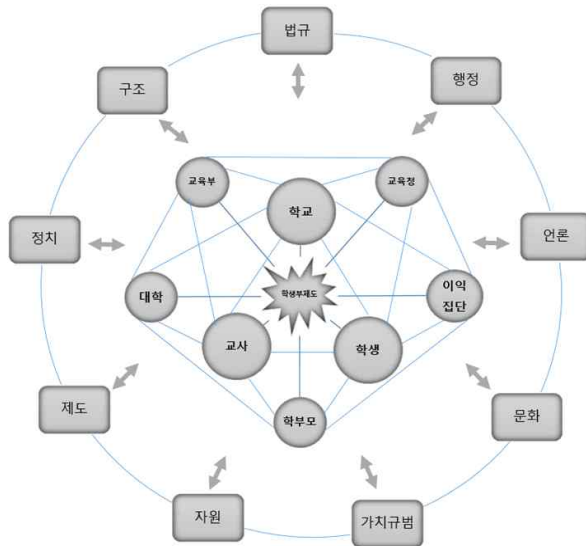 법규
구조
행정
교육부
교육청
학교
정치
언론
학생부제도
대학
이익
집단
교사
학생
제도
학부모
문화
자원
가치규범